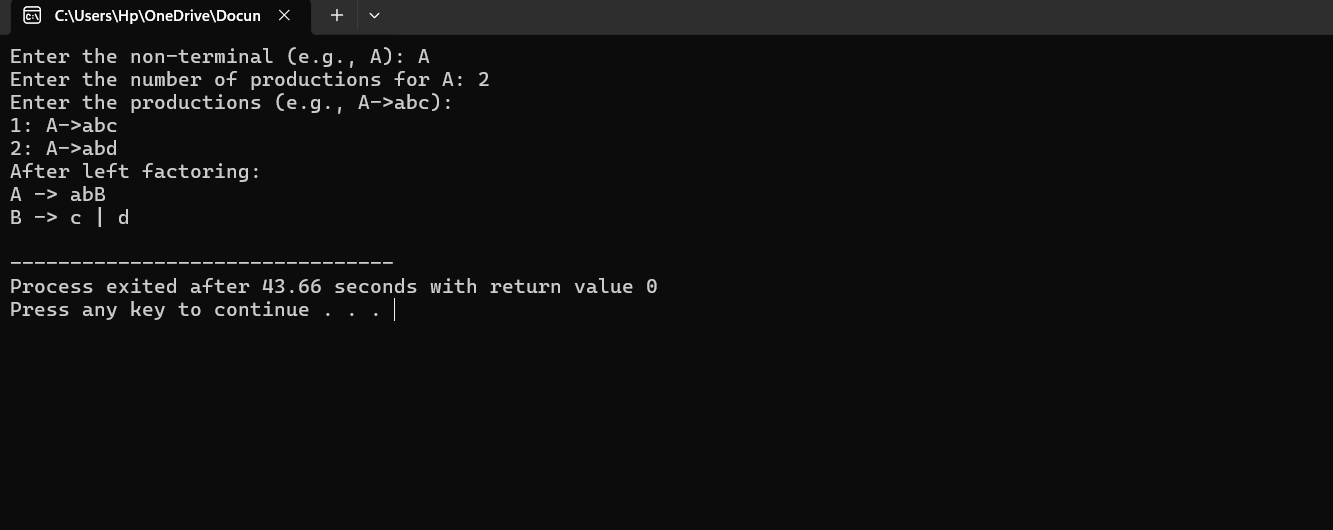 C:\Users\Hp\OneDrive\Docun
Enter the non-terminal (e.g., A): A
Enter the number of productions for A: 2
Enter the productions (e.g., A->abc):
1: A->abc
2: A->abd
After left factoring:
A -> abB
B -> c | d
--------------------------------
Process exited after 43.66 seconds with return value 0
Press any key to continue . . .